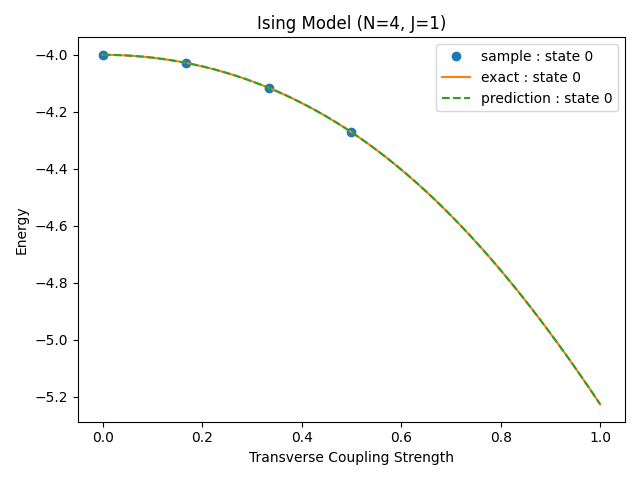 Ising Model (N=4, J=1)
sample : state 0
exact : state 0
prediction : state 0
Energy
−4.0
−4.2
−4.4
−4.6
−4.8
−5.0
−5.2
0.0 0.2 0.4 0.6 0.8 1.0
Transverse Coupling Strength